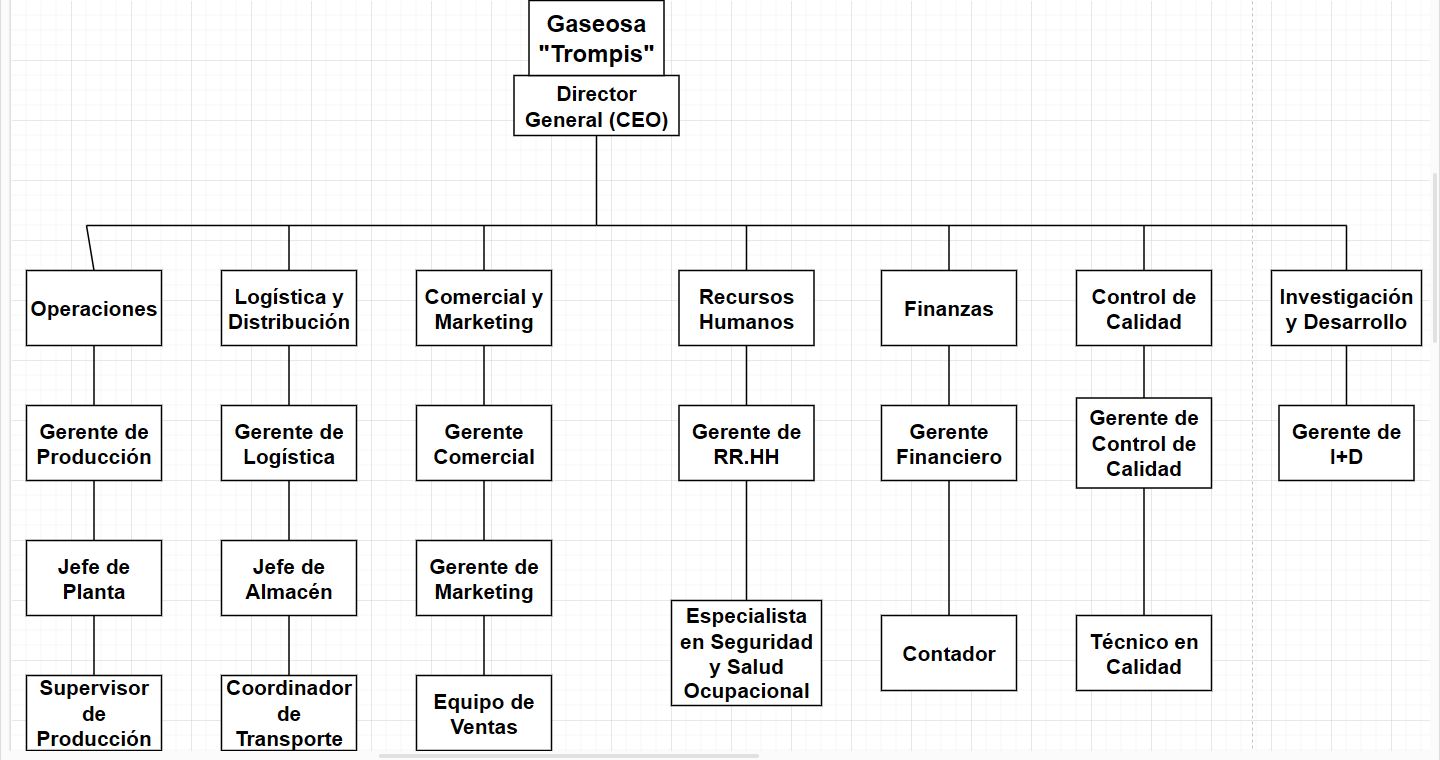 Gaseosa
"Trompis"
Director
General (CEO)
Operaciones
Logística y
Distribución
Comercial y
Marketing
Recursos
Humanos
Finanzas
Control de
Calidad
Investigación
y Desarrollo
Gerente de
Producción
Gerente de
Logística
Gerente
Comercial
Gerente de
RR.HH
Gerente
Financiero
Gerente de
Control de
Calidad
Gerente de
I+D
Jefe de
Planta
Jefe de
Almacén
Gerente de
Marketing
Especialista
en Seguridad
y Salud
Ocupacional
Contador
Técnico en
Calidad
Supervisor
de
Producción
Coordinador
de
Transporte
Equipo de
Ventas